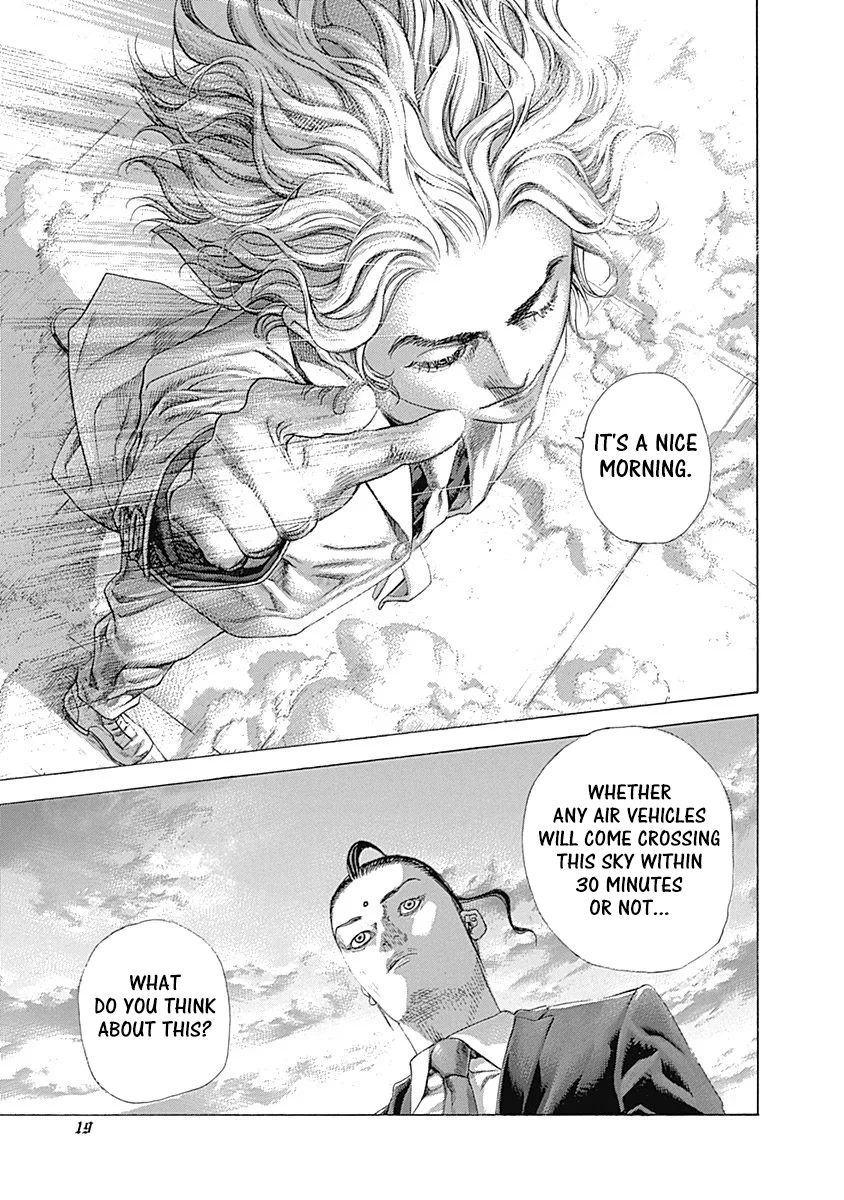 IT'S A NICE
MORNING.
WHETHER
ANY AIR VEHICLES
WILL COME CROSSING
THIS SKY WITHIN
30 MINUTES
OR NOT...
WHAT
DO YOU THINK
ABOUT THIS?
19